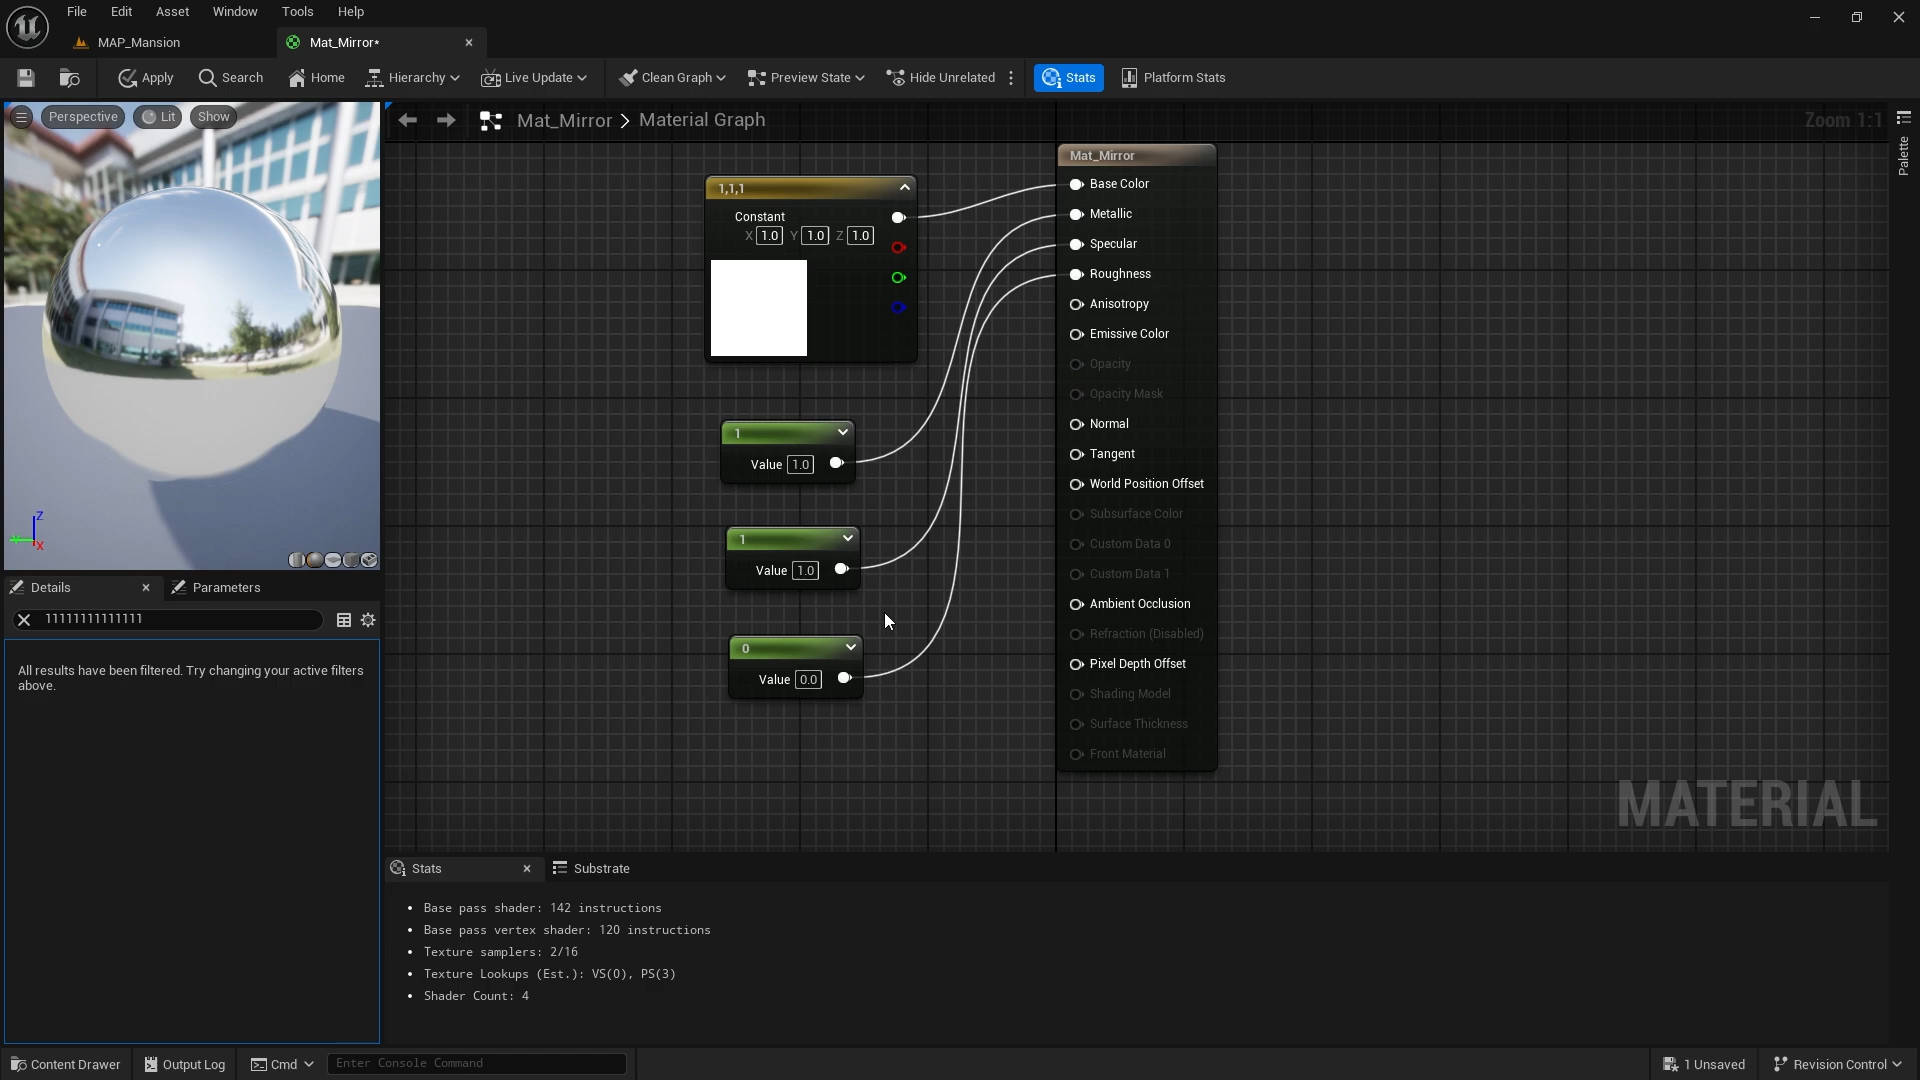 File Edit Asset Window Tools Help
MAP_Mansion Mat_Mirror*
Apply Search Home Hierarchy Live Update Clean Graph Preview State Hide Unrelated Stats Platform Stats
Perspective Lit Show
Mat_Mirror > Material Graph Zoom 1:1
Palette
Mat_Mirror
Base Color
Metallic
Specular
Roughness
Anisotropy
Emissive Color
Opacity
Opacity Mask
Normal
Tangent
World Position Offset
Subsurface Color
Custom Data 0
Custom Data 1
Ambient Occlusion
Refraction (Disabled)
Pixel Depth Offset
Shading Model
Surface Thickness
Front Material
1,1,1
Constant
X 1.0 Y 1.0 Z 1.0
1
Value 1.0
1
Value 1.0
0
Value 0.0
MATERIAL
Z
X
Details Parameters
11111111111111
All results have been filtered. Try changing your active filters
above.
Stats Substrate
• Base pass shader: 142 instructions
• Base pass vertex shader: 120 instructions
• Texture samplers: 2/16
• Texture Lookups (Est.): VS(0), PS(3)
• Shader Count: 4
Content Drawer Output Log Cmd Enter Console Command 1 Unsaved Revision Control